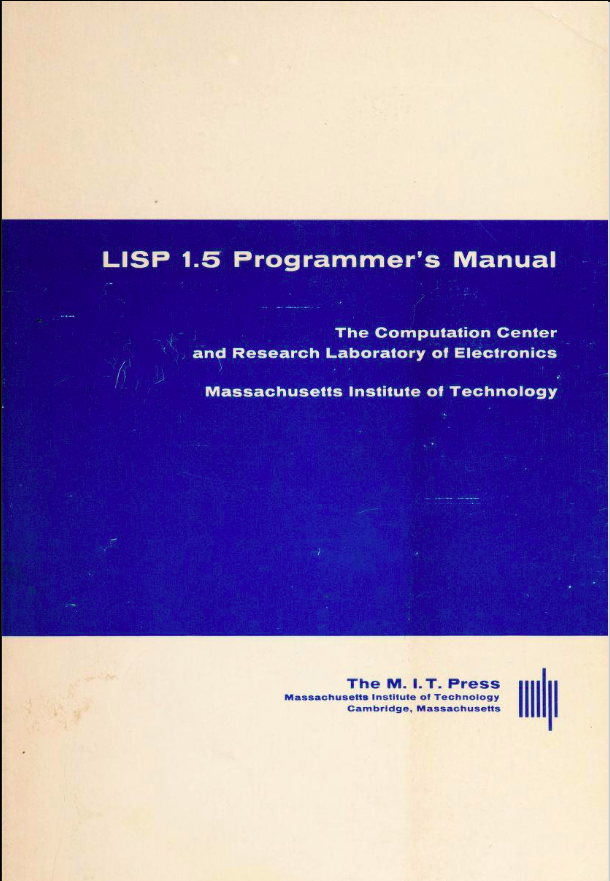 LISP 1.5 Programmer's Manual
The Computation Center
and Research Laboratory of Electronics
Massachusetts Institute of Technology
The M. I. T. Press
Massachusetts Institute of Technology
Cambridge, Massachusetts